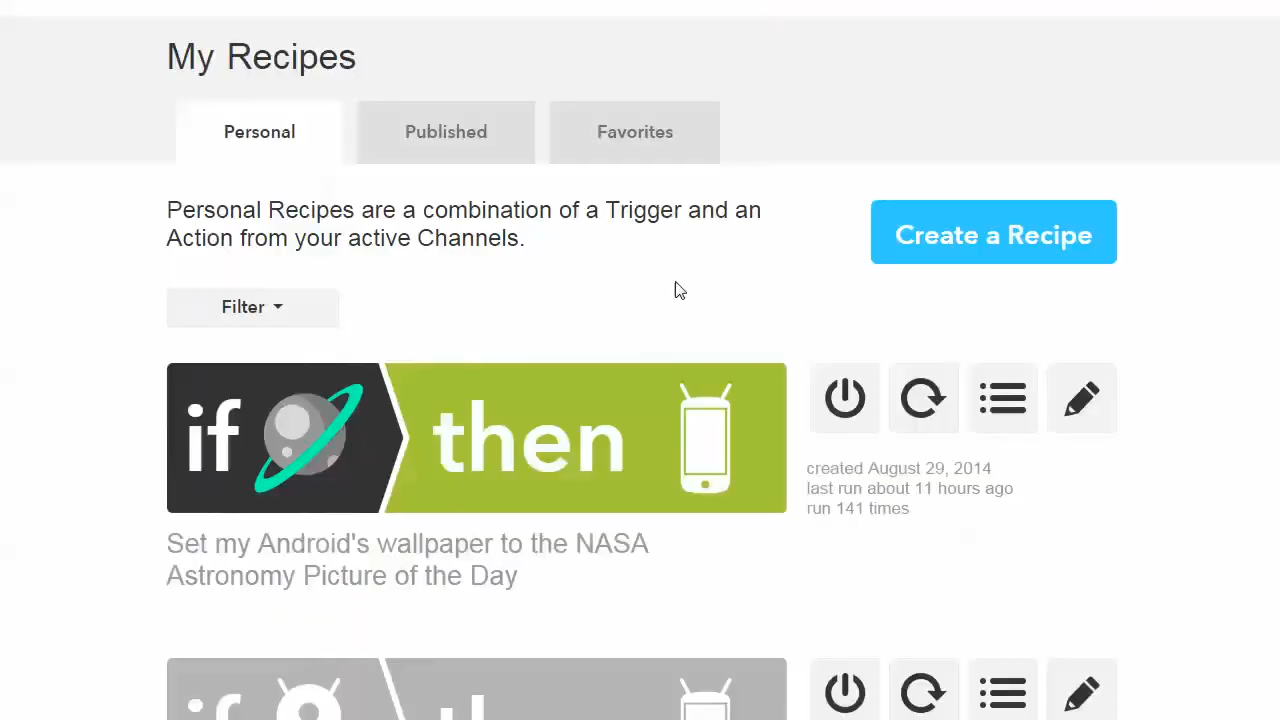 My Recipes
Personal
Published
Favorites
Personal Recipes are a combination of a Trigger and an
Action from your active Channels.
Create a Recipe
Filter
if
then
created August 29, 2014
last run about 11 hours ago
run 141 times
Set my Android's wallpaper to the NASA
Astronomy Picture of the Day
if
then